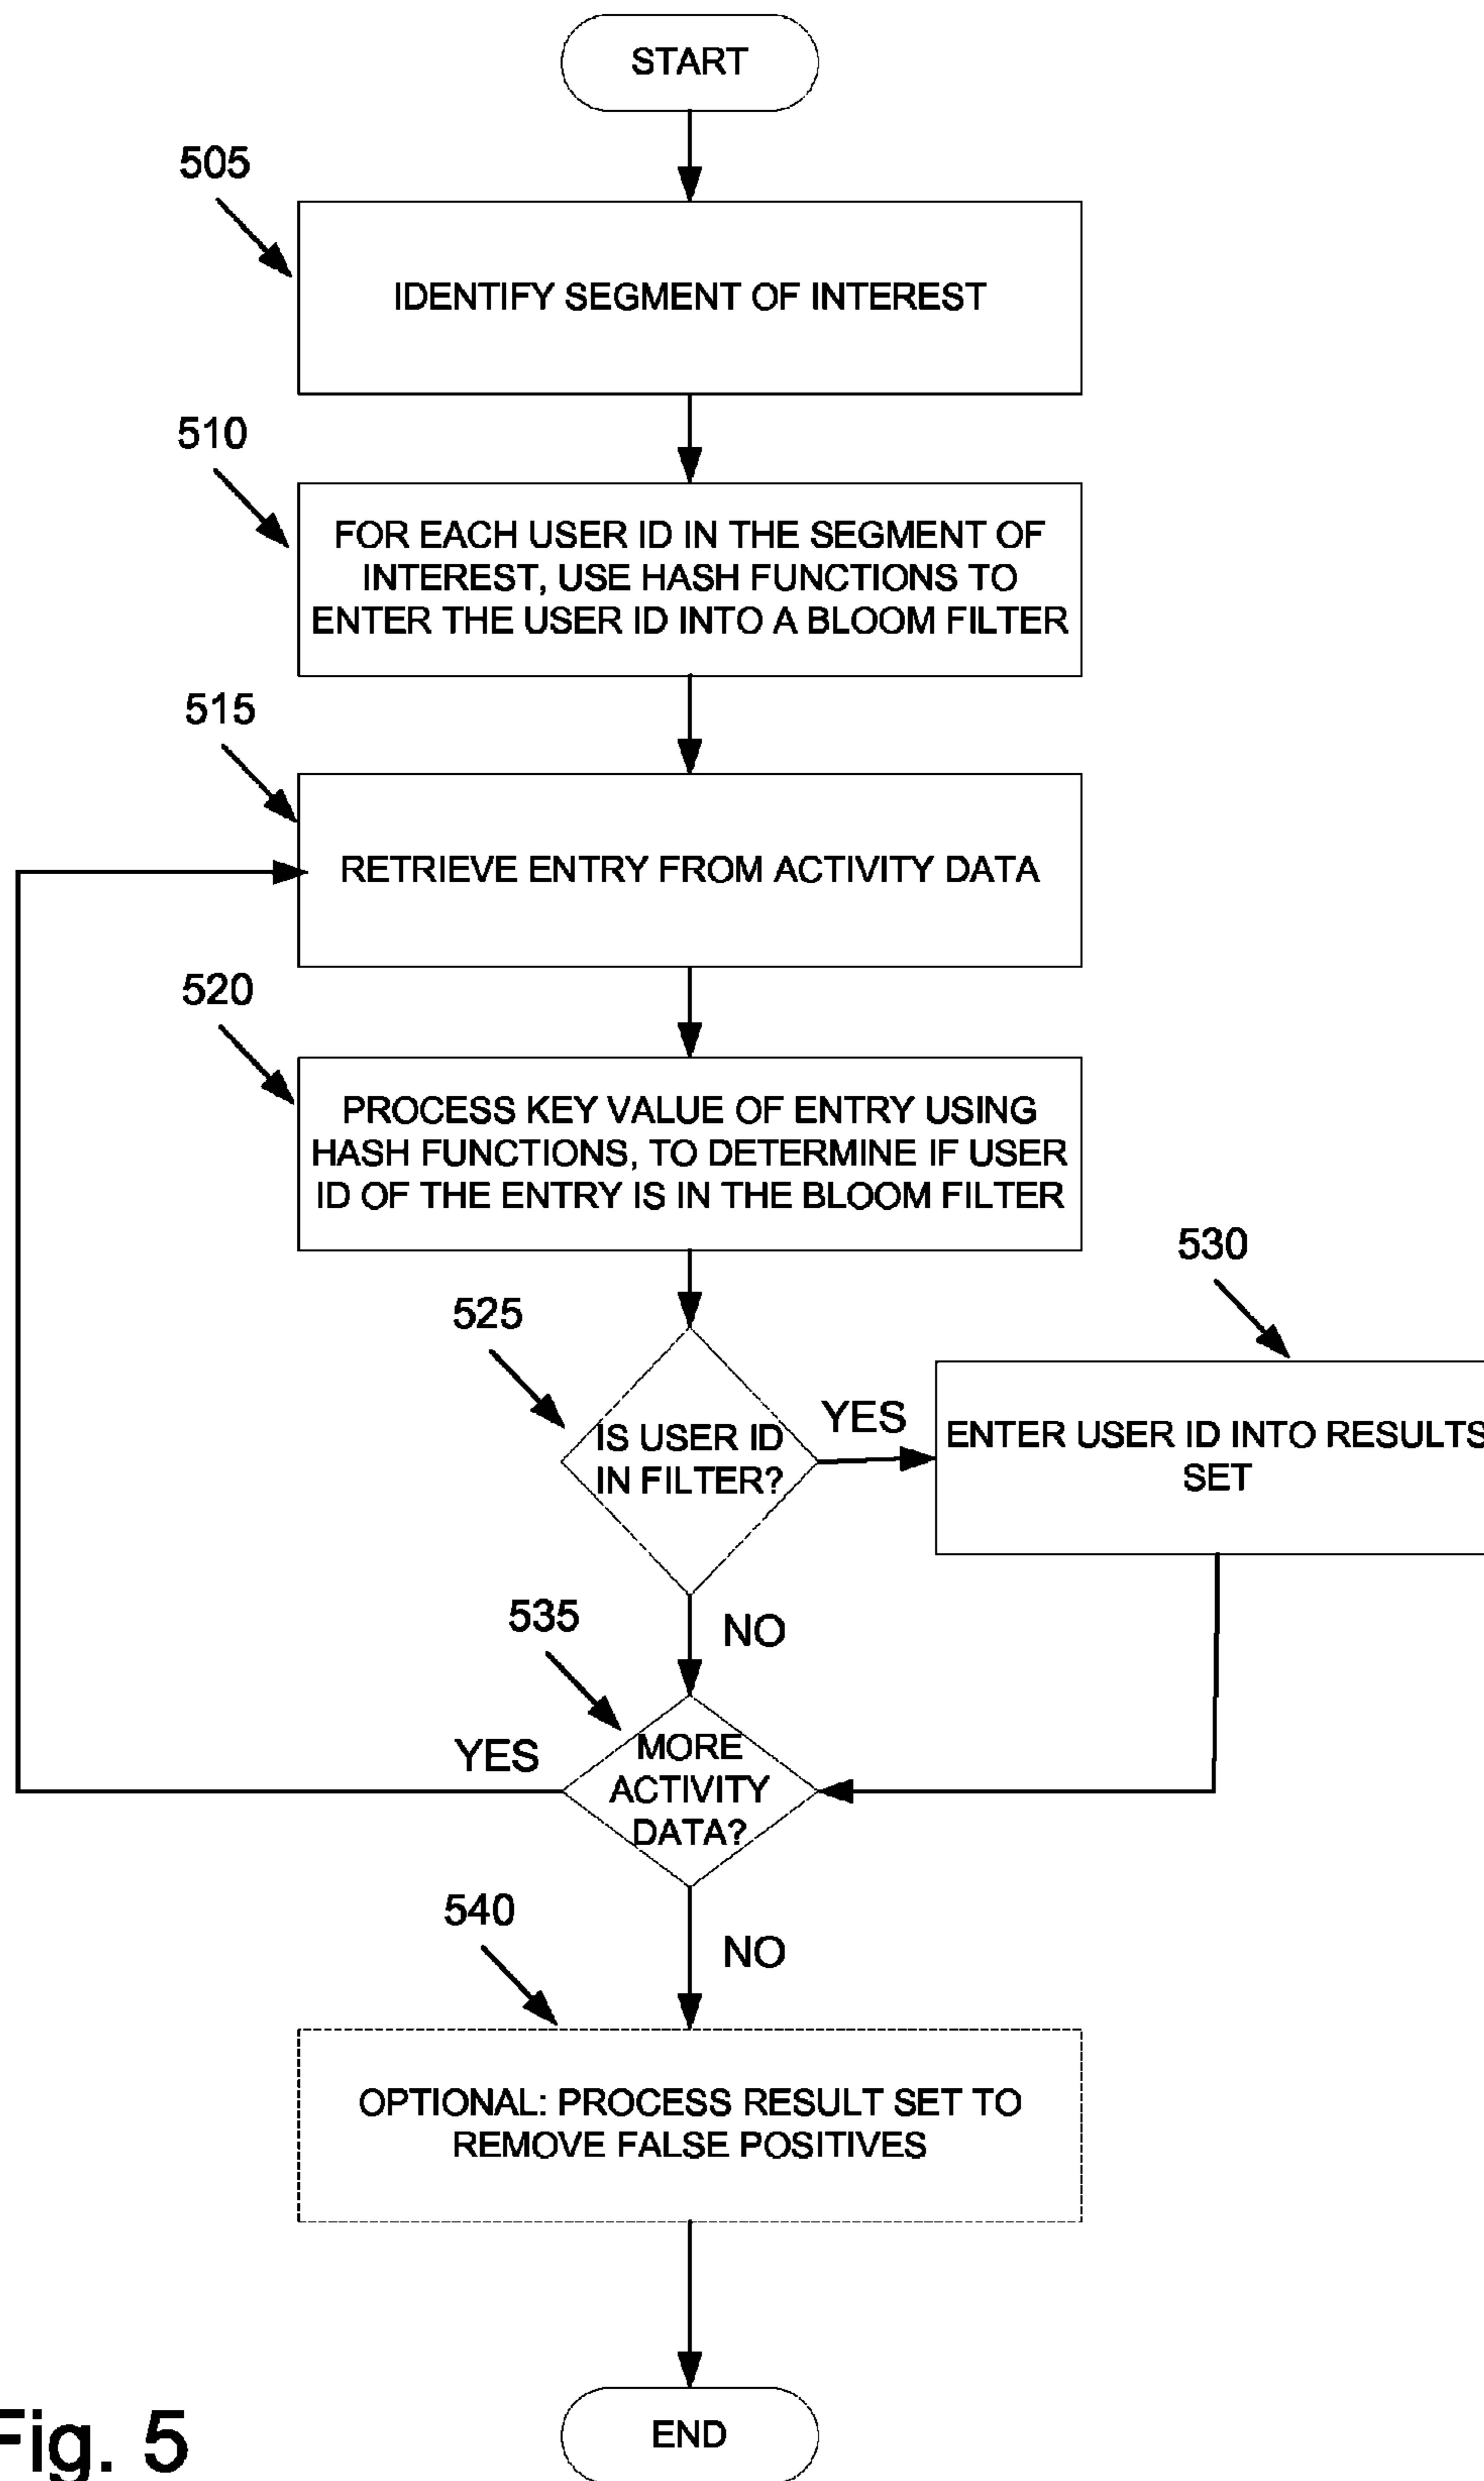 START
505
IDENTIFY SEGMENT OF INTEREST
510
FOR EACH USER ID IN THE SEGMENT OF
INTEREST, USE HASH FUNCTIONS TO
ENTER THE USER ID INTO A BLOOM FILTER
515
RETRIEVE ENTRY FROM ACTIVITY DATA
520
PROCESS KEY VALUE OF ENTRY USING
HASH FUNCTIONS, TO DETERMINE IF USER
ID OF THE ENTRY IS IN THE BLOOM FILTER
525
IS USER ID
IN FILTER?
YES
530
ENTER USER ID INTO RESULTS
SET
NO
535
MORE
ACTIVITY
DATA?
YES
NO
540
OPTIONAL: PROCESS RESULT SET TO
REMOVE FALSE POSITIVES
END
Fig. 5